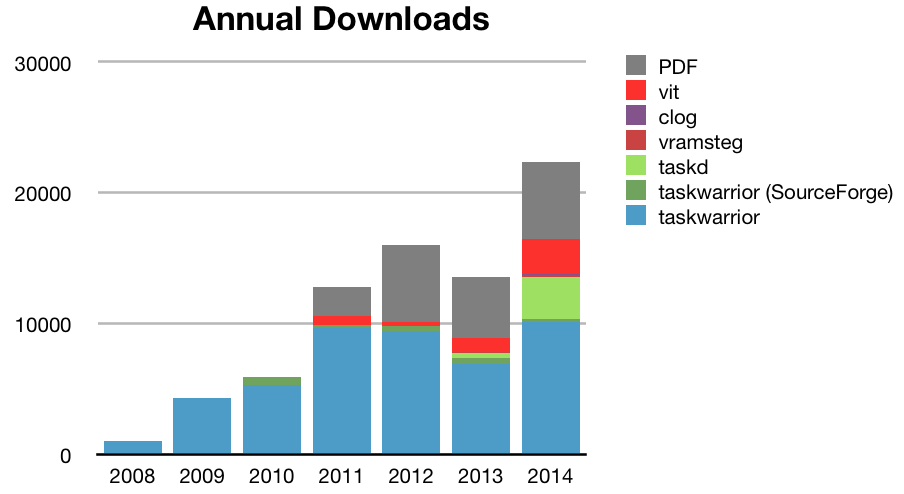 Annual Downloads
30000
20000
10000
0
2008 2009 2010 2011 2012 2013 2014
PDF
vit
clog
vramsteg
taskd
taskwarrior (SourceForge)
taskwarrior